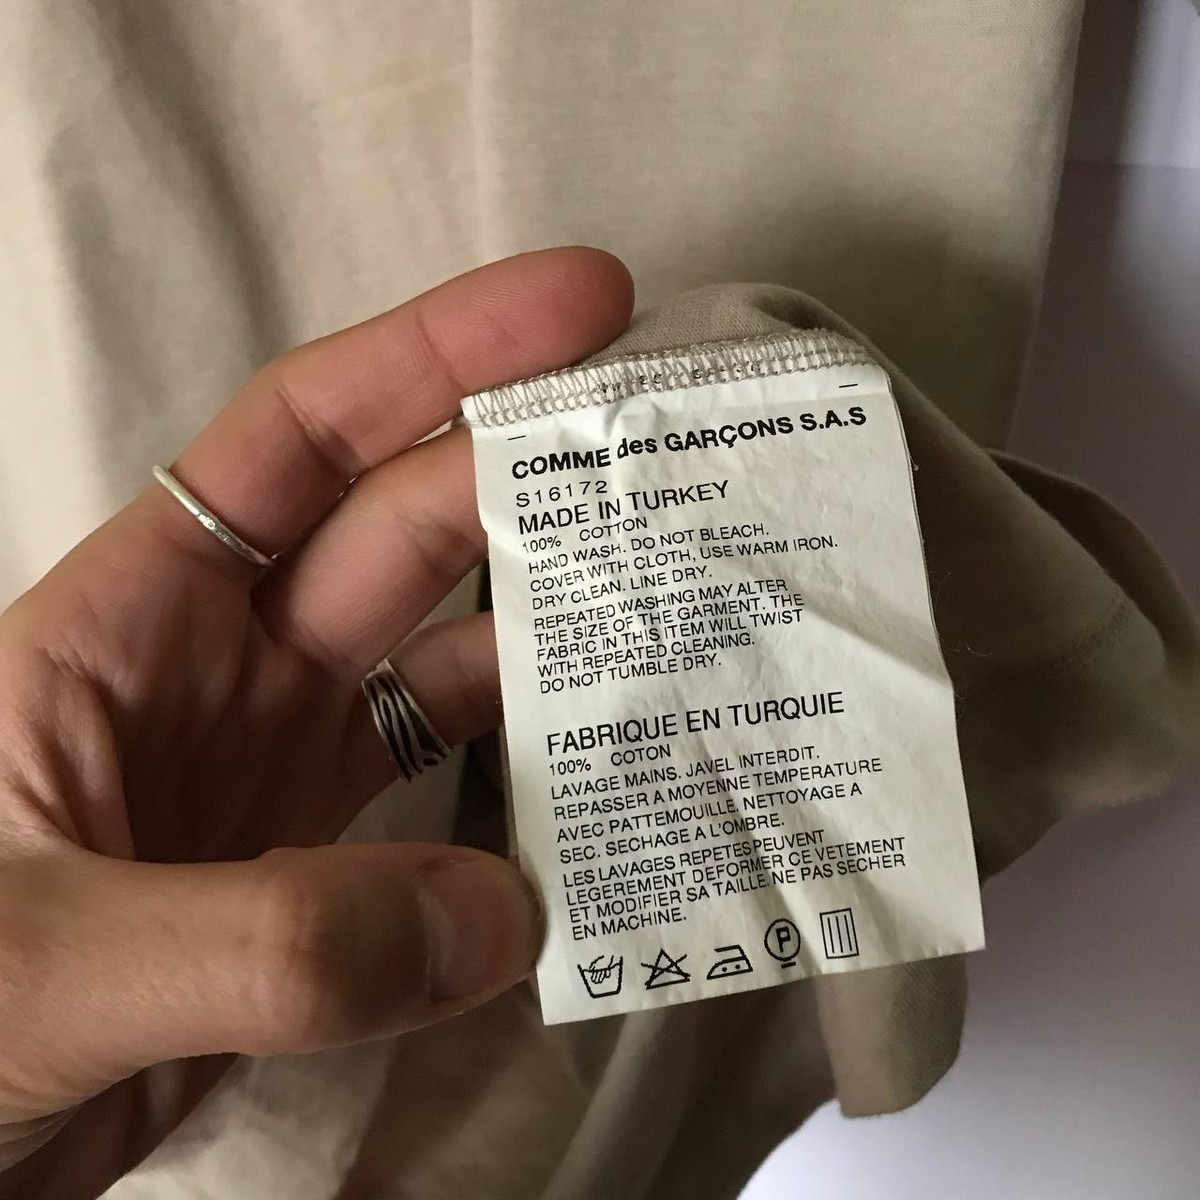 COMME des GARÇONS S.A.S
S16172
MADE IN TURKEY
100% COTTON
HAND WASH. DO NOT BLEACH.
COVER WITH CLOTH, USE WARM IRON.
DRY CLEAN. LINE DRY.
REPEATED WASHING MAY ALTER
THE SIZE OF THE GARMENT. THE
FABRIC IN THIS ITEM WILL TWIST
WITH REPEATED CLEANING.
DO NOT TUMBLE DRY.
FABRIQUE EN TURQUIE
100% COTON
LAVAGE MAINS. JAVEL INTERDIT.
REPASSER A MOYENNE TEMPERATURE
AVEC PATTEMOUILLE. NETTOYAGE A
SEC. SECHAGE A L'OMBRE.
LES LAVAGES REPETES PEUVENT
LEGEREMENT DEFORMER CE VETEMENT
ET MODIFIER SA TAILLE. NE PAS SECHER
EN MACHINE.
P